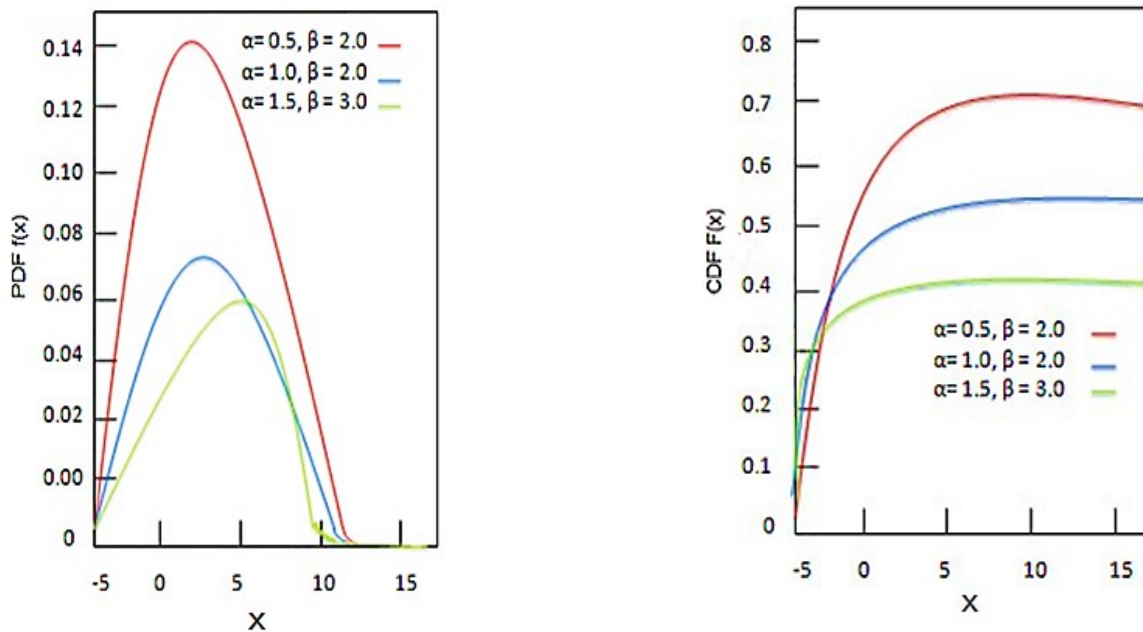 0.14
0.12
0.10
0.08
0.06
0.04
0.02
0.00
0
PDF f(x)
α= 0.5, β = 2.0
α= 1.0, β = 2.0
α= 1.5, β = 3.0
-5 0 5 10 15
X
0.8
0.7
0.6
0.5
0.4
0.3
0.2
0.1
0
CDF F(x)
α= 0.5, β = 2.0
α= 1.0, β = 2.0
α= 1.5, β = 3.0
-5 0 5 10 15
X